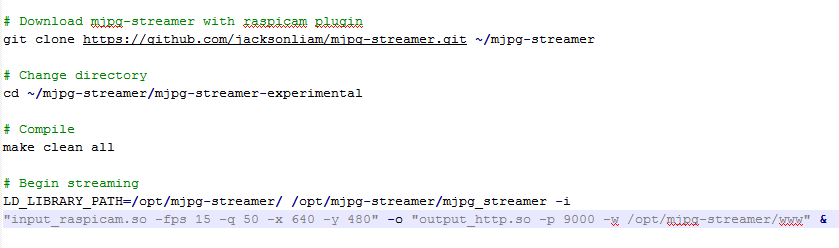 # Download mjpg-streamer with raspicam plugin
git clone https://github.com/jacksonliam/mjpg-streamer.git ~/mjpg-streamer
# Change directory
cd ~/mjpg-streamer/mjpg-streamer-experimental
# Compile
make clean all
# Begin streaming
LD_LIBRARY_PATH=/opt/mjpg-streamer/ /opt/mjpg-streamer/mjpg_streamer -i
"input_raspicam.so -fps 15 -q 50 -x 640 -y 480" -o "output_http.so -p 9000 -w /opt/mjpg-streamer/www" &